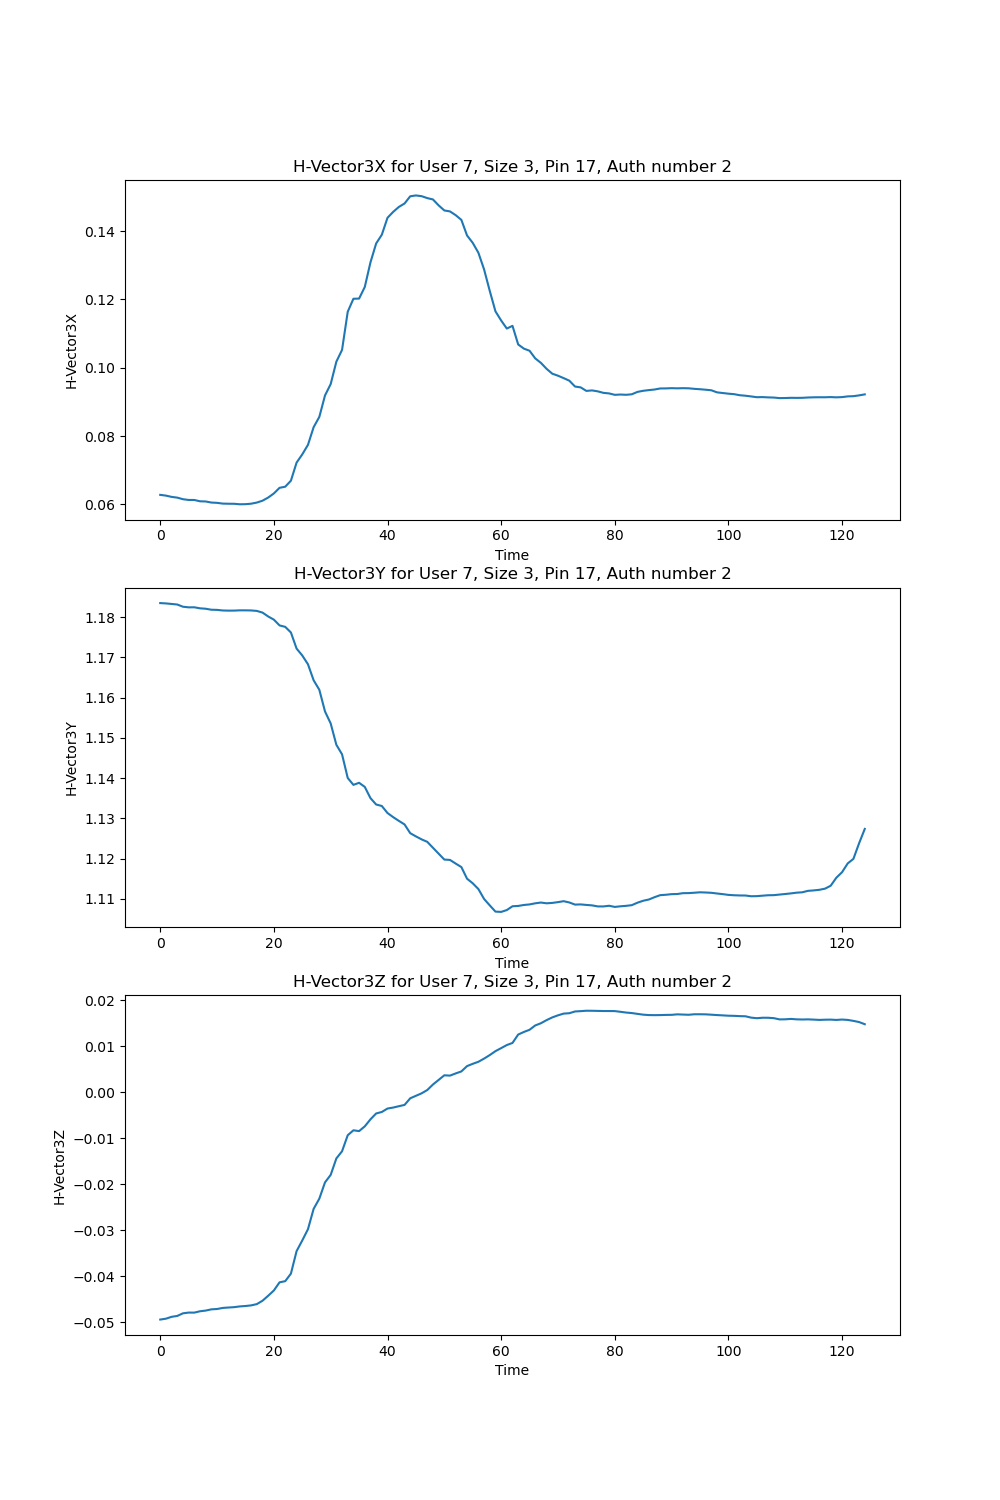 H-Vector3X for User 7, Size 3, Pin 17, Auth number 2
0.14
0.12
0.10
0.08
0.06
H-Vector3X
0 20 40 60 80 100 120
Time
H-Vector3Y for User 7, Size 3, Pin 17, Auth number 2
1.18
1.17
1.16
1.15
1.14
1.13
1.12
1.11
H-Vector3Y
0 20 40 60 80 100 120
Time
H-Vector3Z for User 7, Size 3, Pin 17, Auth number 2
0.02
0.01
0.00
−0.01
−0.02
−0.03
−0.04
−0.05
H-Vector3Z
0 20 40 60 80 100 120
Time